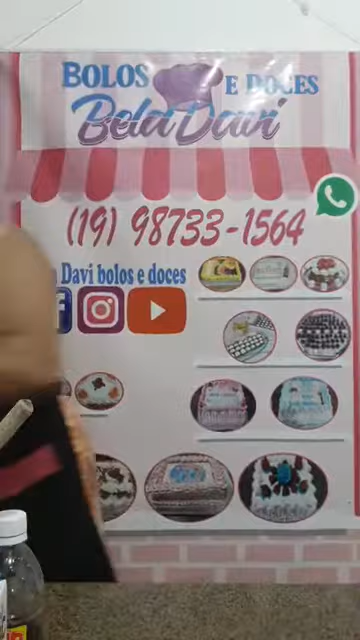 BOLOS E DOCES
Bela Davi
(19) 98733-1564
Davi bolos e doces
f